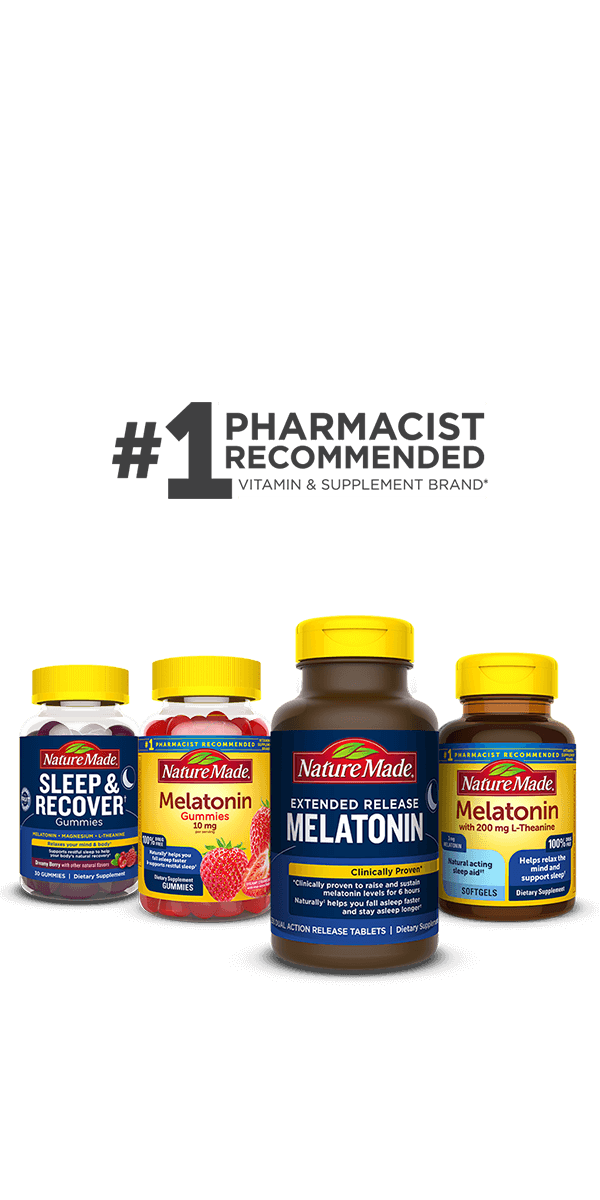 #1 PHARMACIST
RECOMMENDED
VITAMIN & SUPPLEMENT BRAND*
Nature Made®
SLEEP &
RECOVER†
Gummies
MELATONIN + MAGNESIUM + L-THEANINE
Relaxes your mind & body†
Supports restful sleep to help
your body's natural recovery†
Dreamy Berry with other natural flavors
30 GUMMIES | Dietary Supplement
#1 PHARMACIST RECOMMENDED
Nature Made®
Melatonin
Gummies
10 mg
per serving
100% DRUG FREE
Naturally† helps you
fall asleep faster
supports restful sleep†
Dietary Supplement
GUMMIES
Nature Made®
EXTENDED RELEASE
MELATONIN
Clinically Proven^
^Clinically proven to raise and sustain
melatonin levels for 6 hours
Naturally† helps you fall asleep faster
and stay asleep longer†
DUAL ACTION RELEASE TABLETS | Dietary Supplem
#1 PHARMACIST RECOMMENDED
Nature Made®
Melatonin
with 200 mg L-Theanine
MELATONIN
100% DRUG FREE
Natural acting
sleep aid††
Helps relax the
mind and
support sleep†
SOFTGELS
Dietary Supplement